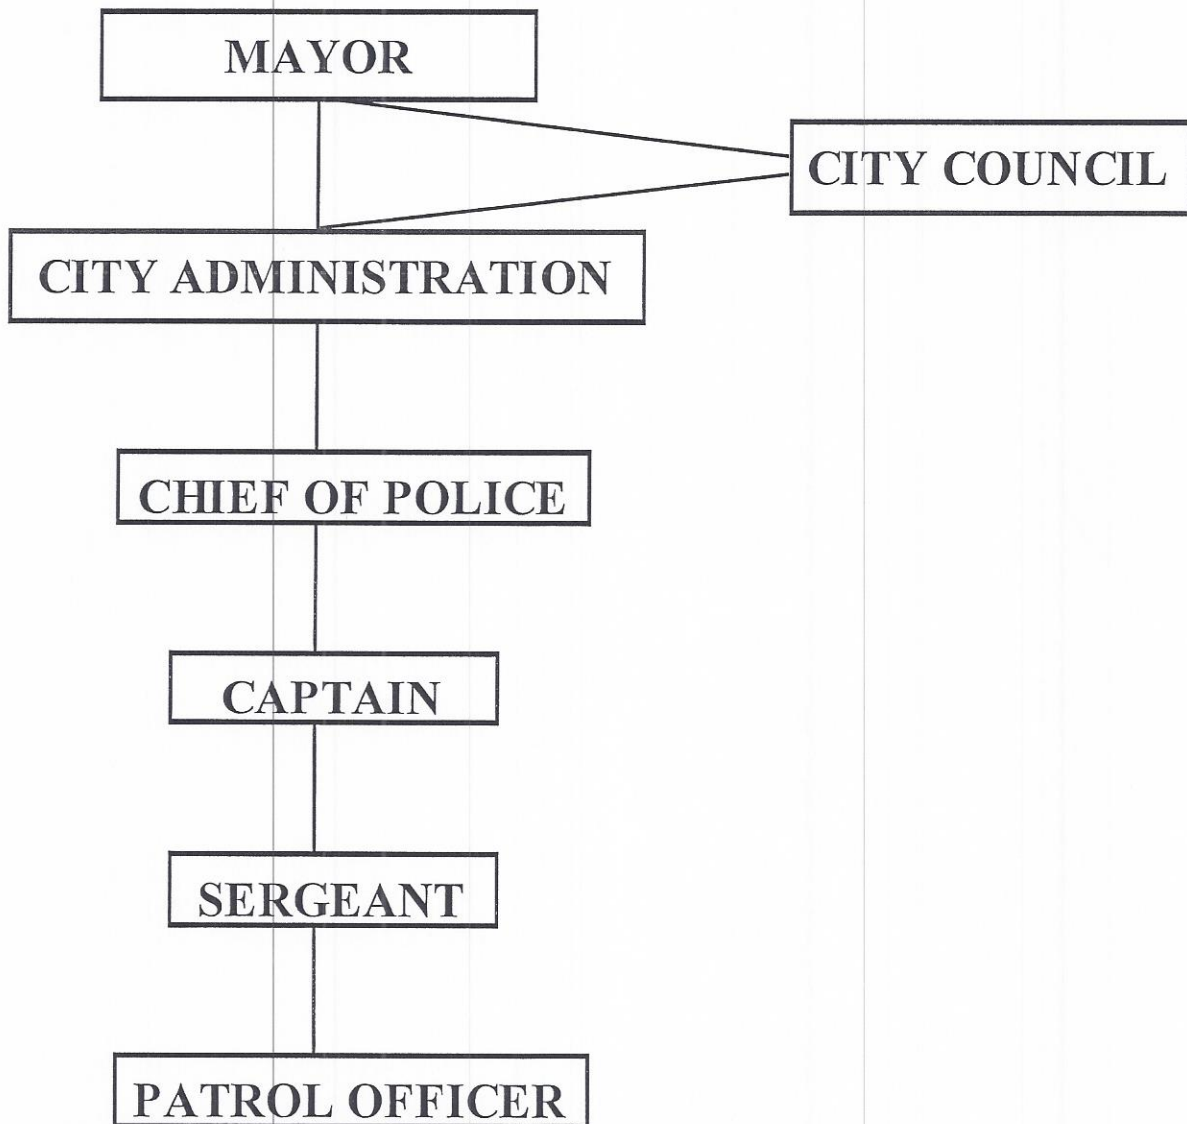 MAYOR
CITY COUNCIL
CITY ADMINISTRATION
CHIEF OF POLICE
CAPTAIN
SERGEANT
PATROL OFFICER